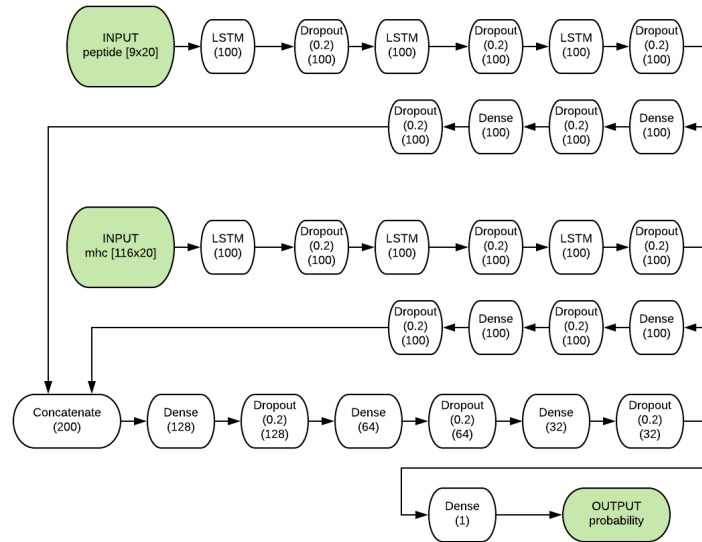 INPUT
peptide [9x20]
LSTM
(100)
Dropout
(0.2)
(100)
LSTM
(100)
Dropout
(0.2)
(100)
LSTM
(100)
Dropout
(0.2)
(100)
Dropout
(0.2)
(100)
Dense
(100)
Dropout
(0.2)
(100)
Dense
(100)
INPUT
mhc [116x20]
LSTM
(100)
Dropout
(0.2)
(100)
LSTM
(100)
Dropout
(0.2)
(100)
LSTM
(100)
Dropout
(0.2)
(100)
Dropout
(0.2)
(100)
Dense
(100)
Dropout
(0.2)
(100)
Dense
(100)
Concatenate
(200)
Dense
(128)
Dropout
(0.2)
(128)
Dense
(64)
Dropout
(0.2)
(64)
Dense
(32)
Dropout
(0.2)
(32)
Dense
(1)
OUTPUT
probability